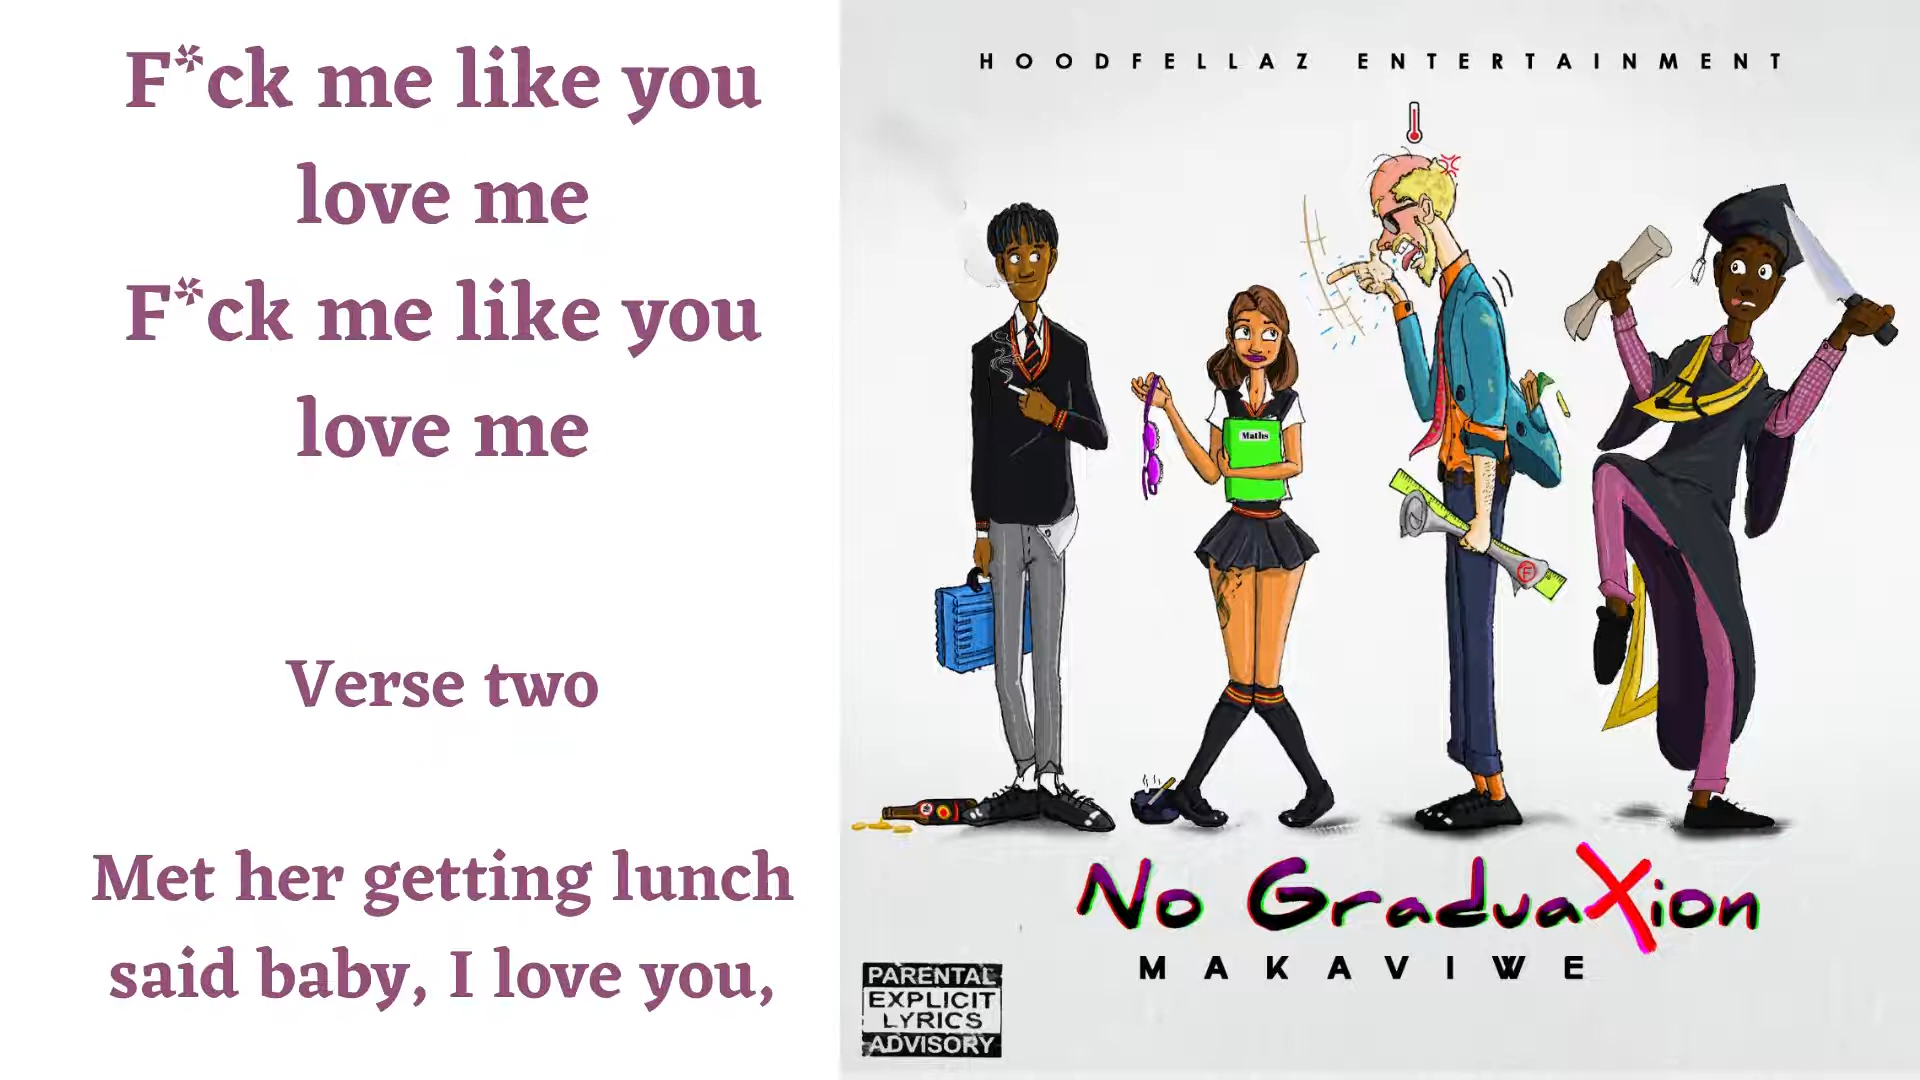 F*ck me like you
love me
F*ck me like you
love me
Verse two
Met her getting lunch
said baby, I love you,
HOODFELLAZ ENTERTAINMENT
Maths
F
No GraduaXion
MAKAVIWE
PARENTAL
EXPLICIT
LYRICS
ADVISORY